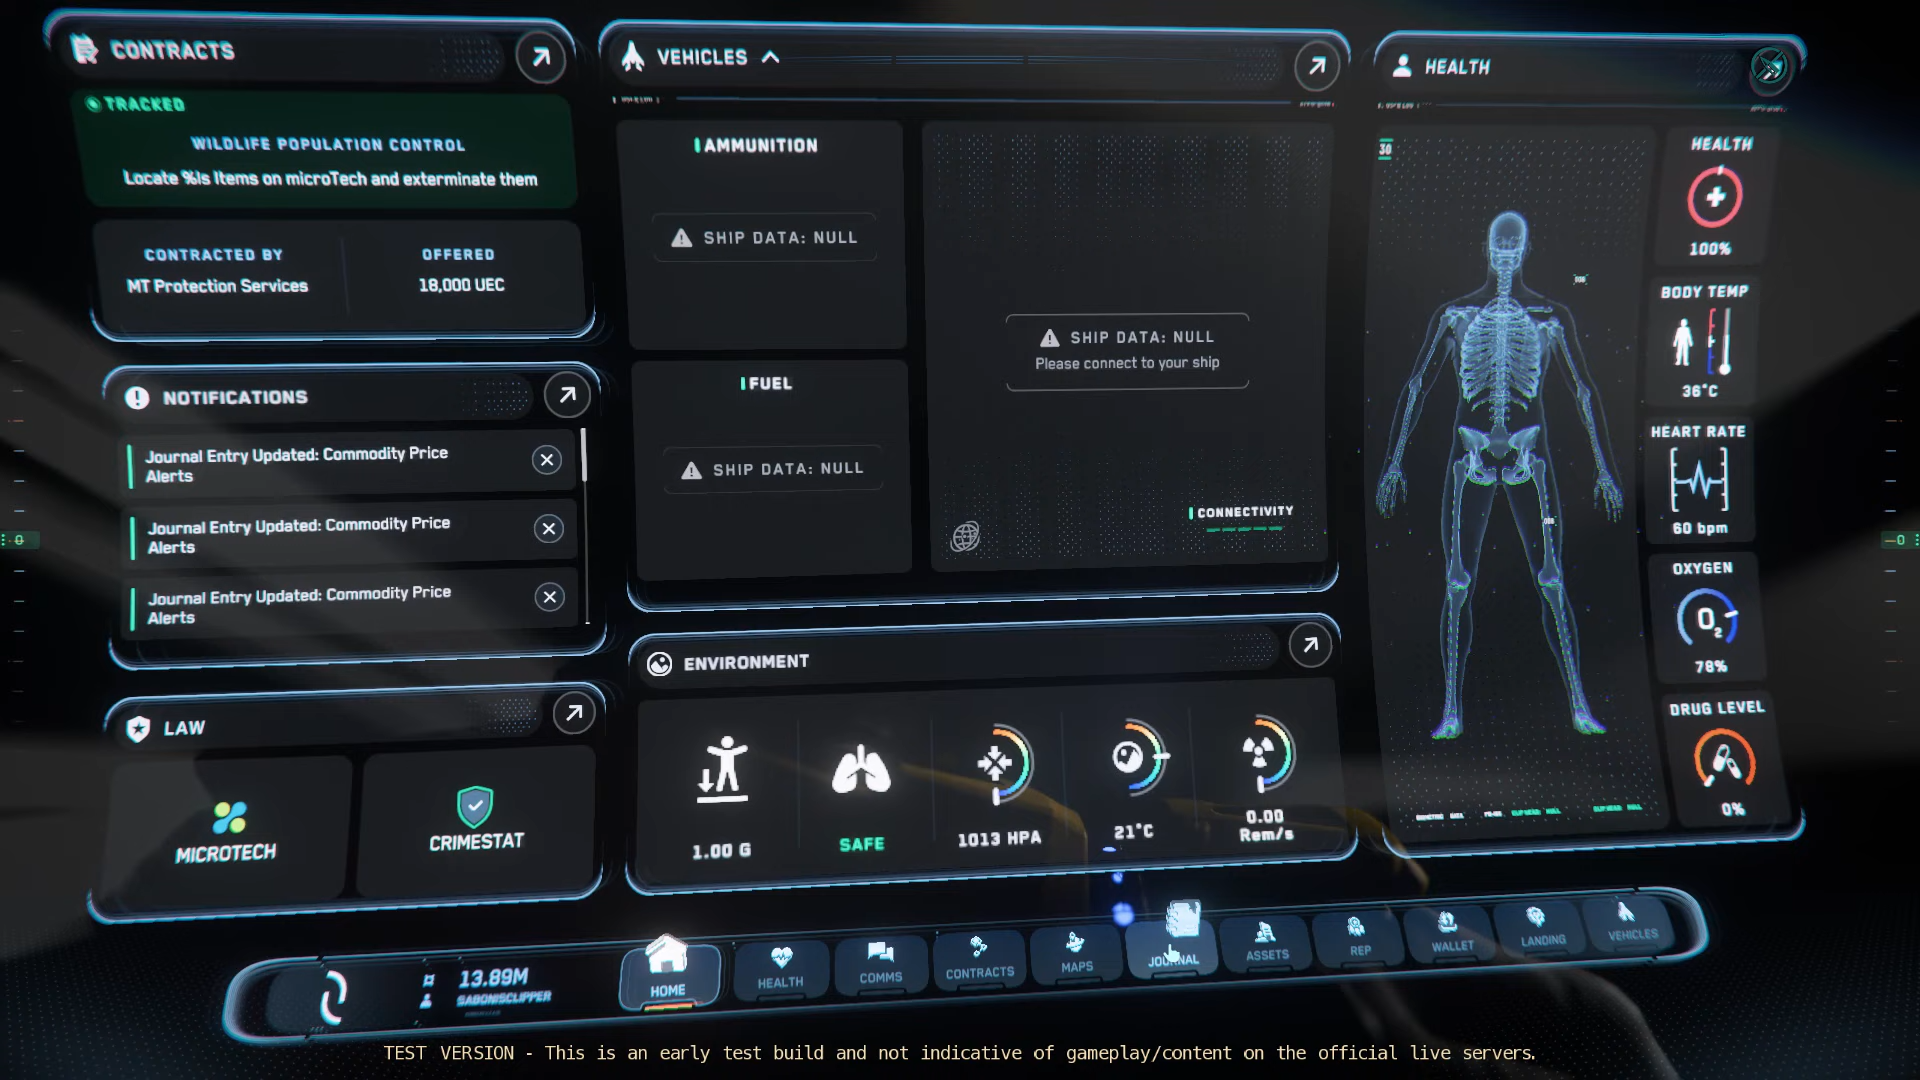 CONTRACTS
TRACKED
WILDLIFE POPULATION CONTROL
Locate %ls Items on microTech and exterminate them
CONTRACTED BY
MT Protection Services
OFFERED
18,000 UEC
NOTIFICATIONS
Journal Entry Updated: Commodity Price
Alerts
Journal Entry Updated: Commodity Price
Alerts
Journal Entry Updated: Commodity Price
Alerts
LAW
MICROTECH
CRIMESTAT
VEHICLES
AMMUNITION
SHIP DATA: NULL
FUEL
SHIP DATA: NULL
SHIP DATA: NULL
Please connect to your ship
CONNECTIVITY
ENVIRONMENT
1.00 G
SAFE
1013 HPA
21°C
0.00
Rem/s
HEALTH
30
HEALTH
100%
BODY TEMP
36°C
HEART RATE
60 bpm
OXYGEN
O2
78%
DRUG LEVEL
0%
0
0
13.89M
SABONISCLIPPER
HOME
HEALTH
COMMS
CONTRACTS
MAPS
JOURNAL
ASSETS
REP
WALLET
LANDING
VEHICLES
TEST VERSION - This is an early test build and not indicative of gameplay/content on the official live servers.